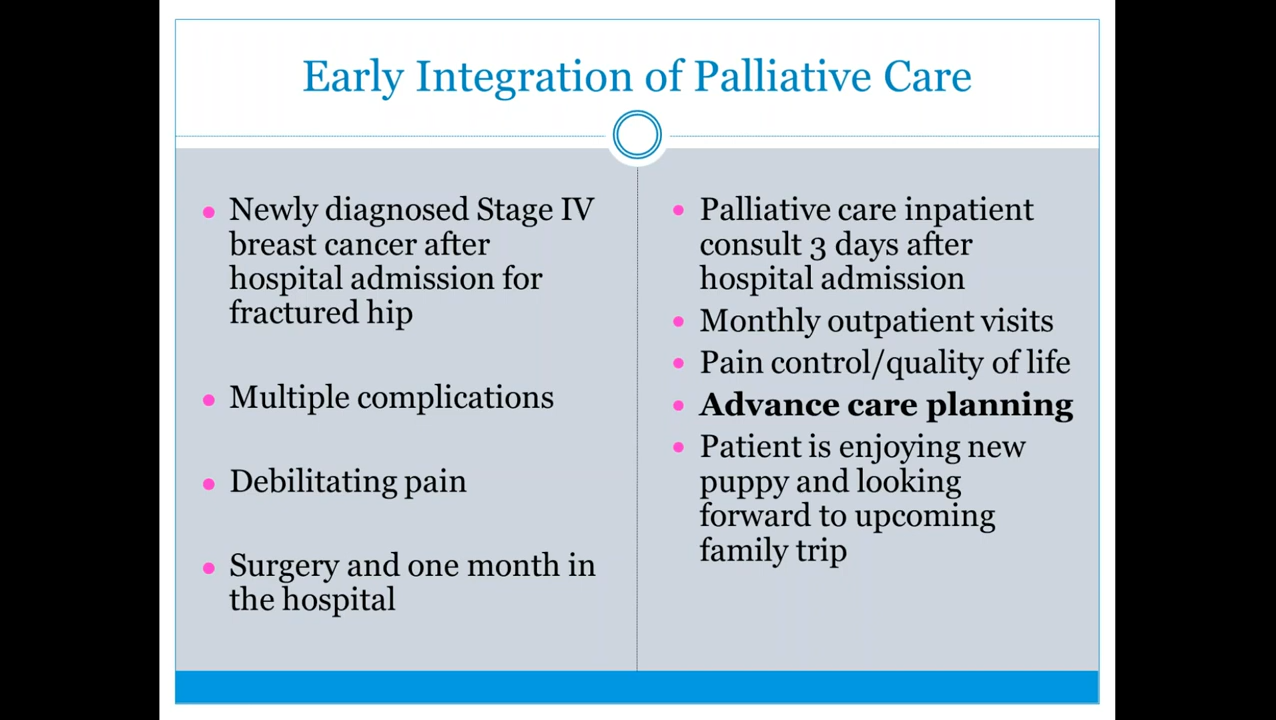 Early Integration of Palliative Care
• Newly diagnosed Stage IV
breast cancer after
hospital admission for
fractured hip
• Multiple complications
• Debilitating pain
• Surgery and one month in
the hospital
• Palliative care inpatient
consult 3 days after
hospital admission
• Monthly outpatient visits
• Pain control/quality of life
• Advance care planning
• Patient is enjoying new
puppy and looking
forward to upcoming
family trip